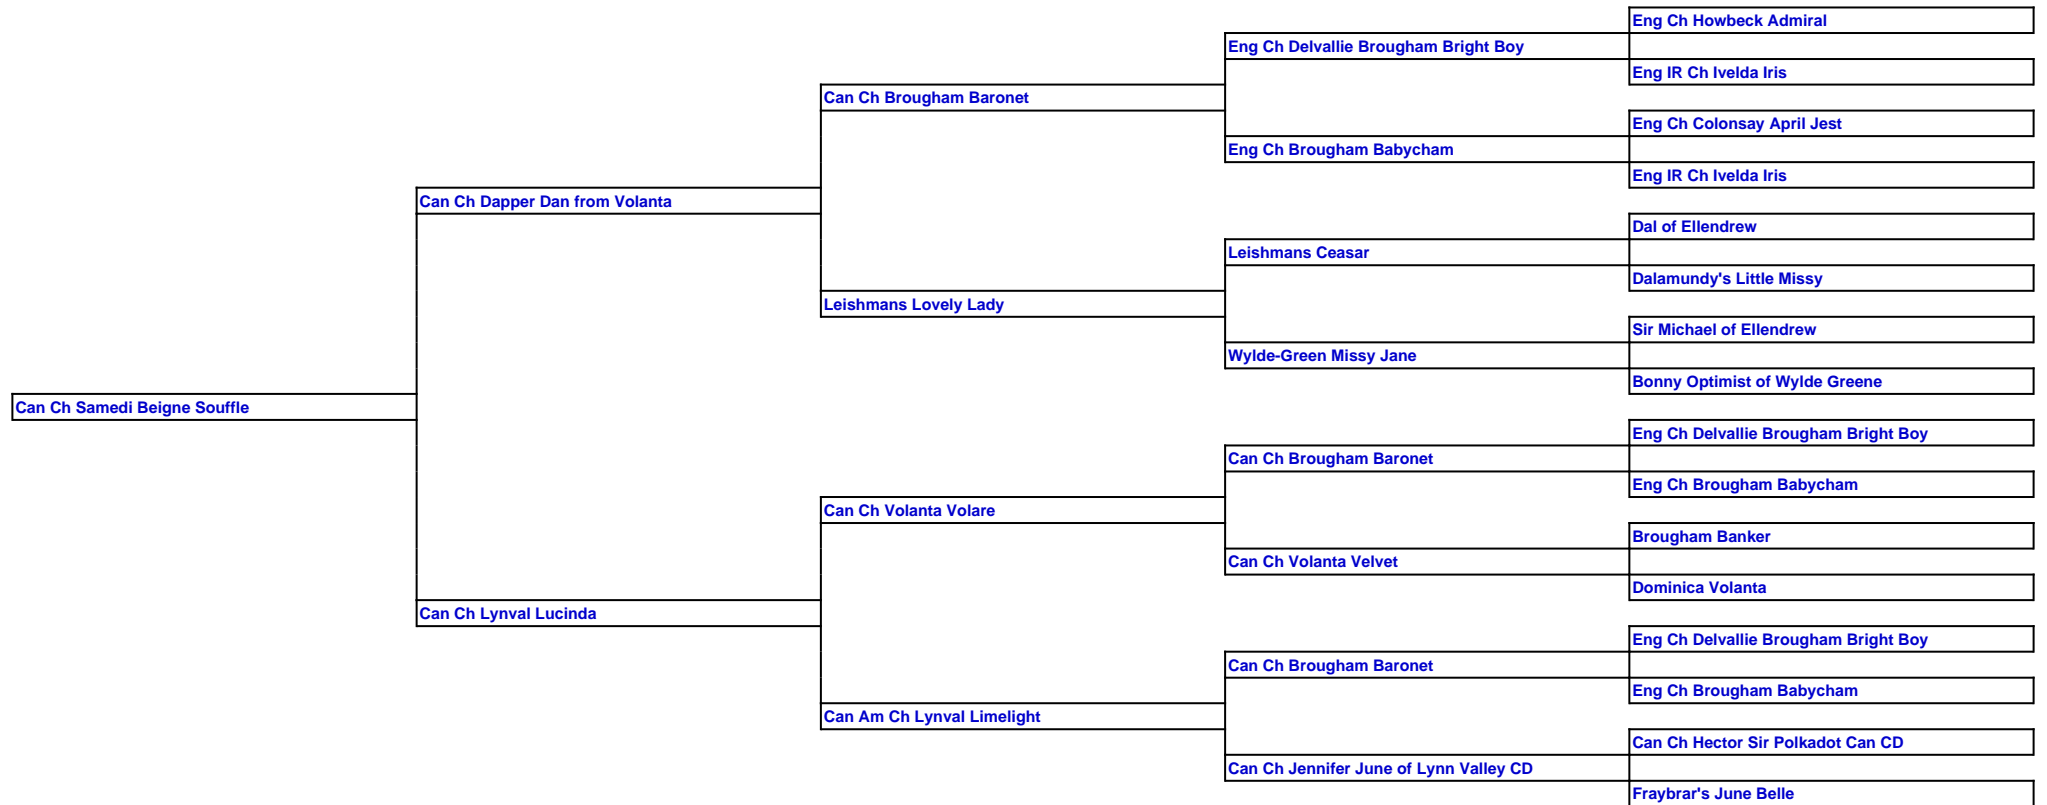 Eng Ch Howbeck Admiral
Eng Ch Delvallie Brougham Bright Boy
Eng IR Ch Ivelda Iris
Can Ch Brougham Baronet
Eng Ch Colonsay April Jest
Eng Ch Brougham Babycham
Eng IR Ch Ivelda Iris
Can Ch Dapper Dan from Volanta
Dal of Ellendrew
Leishmans Ceasar
Dalamundy's Little Missy
Leishmans Lovely Lady
Sir Michael of Ellendrew
Wylde-Green Missy Jane
Bonny Optimist of Wylde Greene
Can Ch Samedi Beigne Souffle
Eng Ch Delvallie Brougham Bright Boy
Can Ch Brougham Baronet
Eng Ch Brougham Babycham
Can Ch Volanta Volare
Brougham Banker
Can Ch Volanta Velvet
Dominica Volanta
Can Ch Lynval Lucinda
Eng Ch Delvallie Brougham Bright Boy
Can Ch Brougham Baronet
Eng Ch Brougham Babycham
Can Am Ch Lynval Limelight
Can Ch Hector Sir Polkadot Can CD
Can Ch Jennifer June of Lynn Valley CD
Fraybrar's June Belle